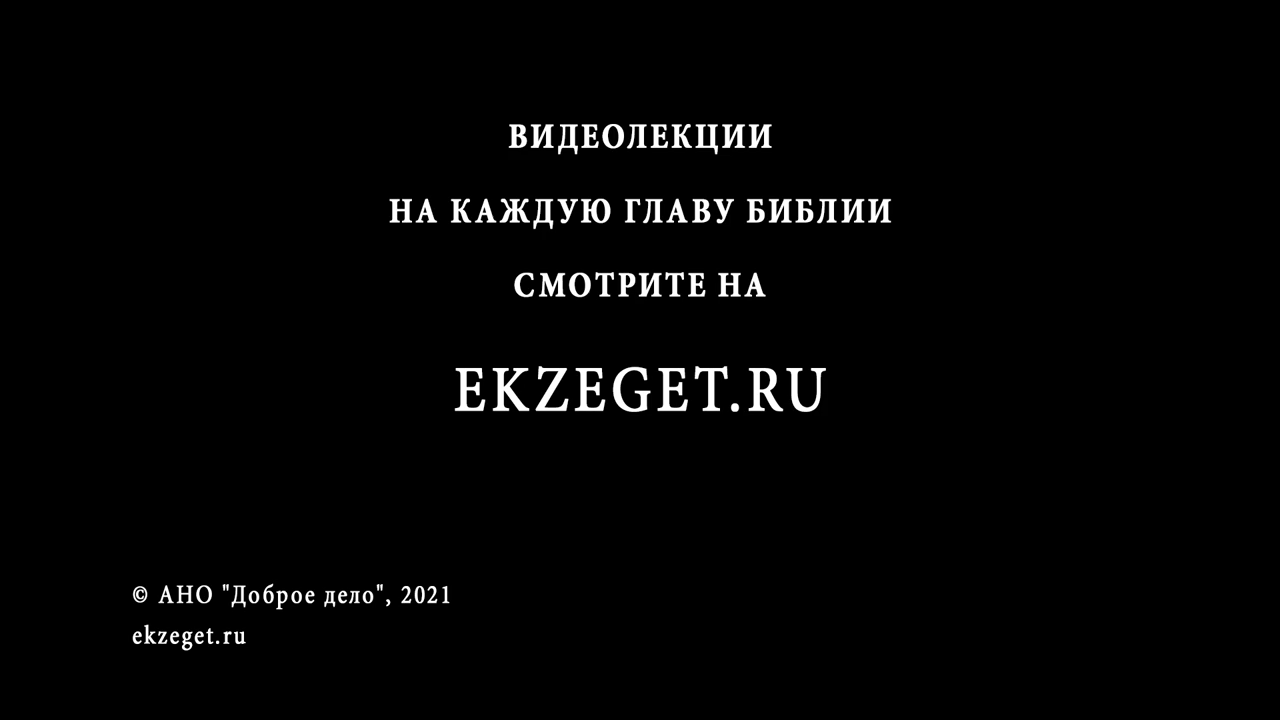 ВИДЕОЛЕКЦИИ
НА КАЖДУЮ ГЛАВУ БИБЛИИ
СМОТРИТЕ НА
EKZEGET.RU
© АНО "Доброе дело", 2021
ekzeget.ru